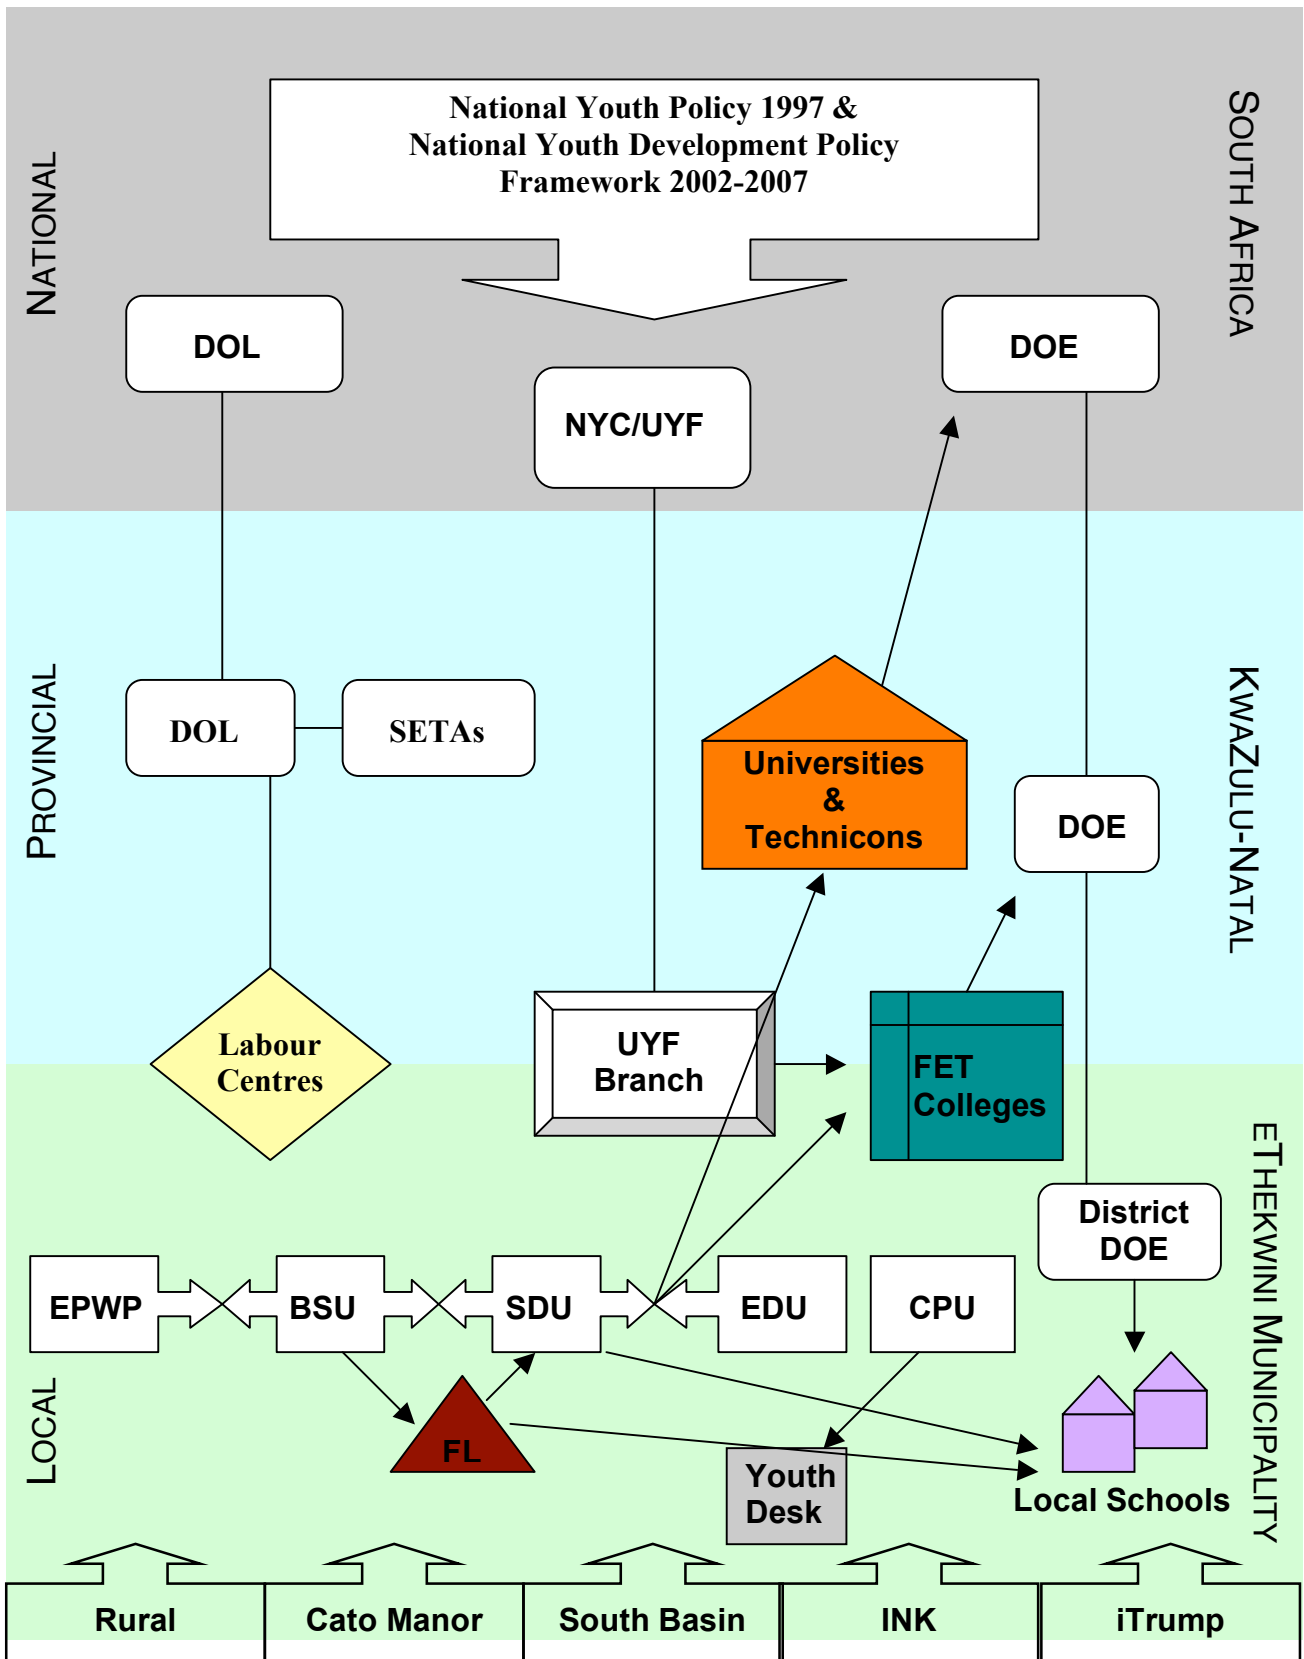 National Youth Policy 1997 &
National Youth Development Policy
Framework 2002-2007
NATIONAL
SOUTH AFRICA
DOL
DOE
NYC/UYF
PROVINCIAL
KWAZULU-NATAL
DOL
SETAs
Universities
&
Technicons
DOE
Labour
Centres
UYF
Branch
FET
Colleges
LOCAL
ETHEKWINI MUNICIPALITY
District
DOE
EPWP
BSU
SDU
EDU
CPU
FL
Youth
Desk
Local Schools
Rural
Cato Manor
South Basin
INK
iTrump